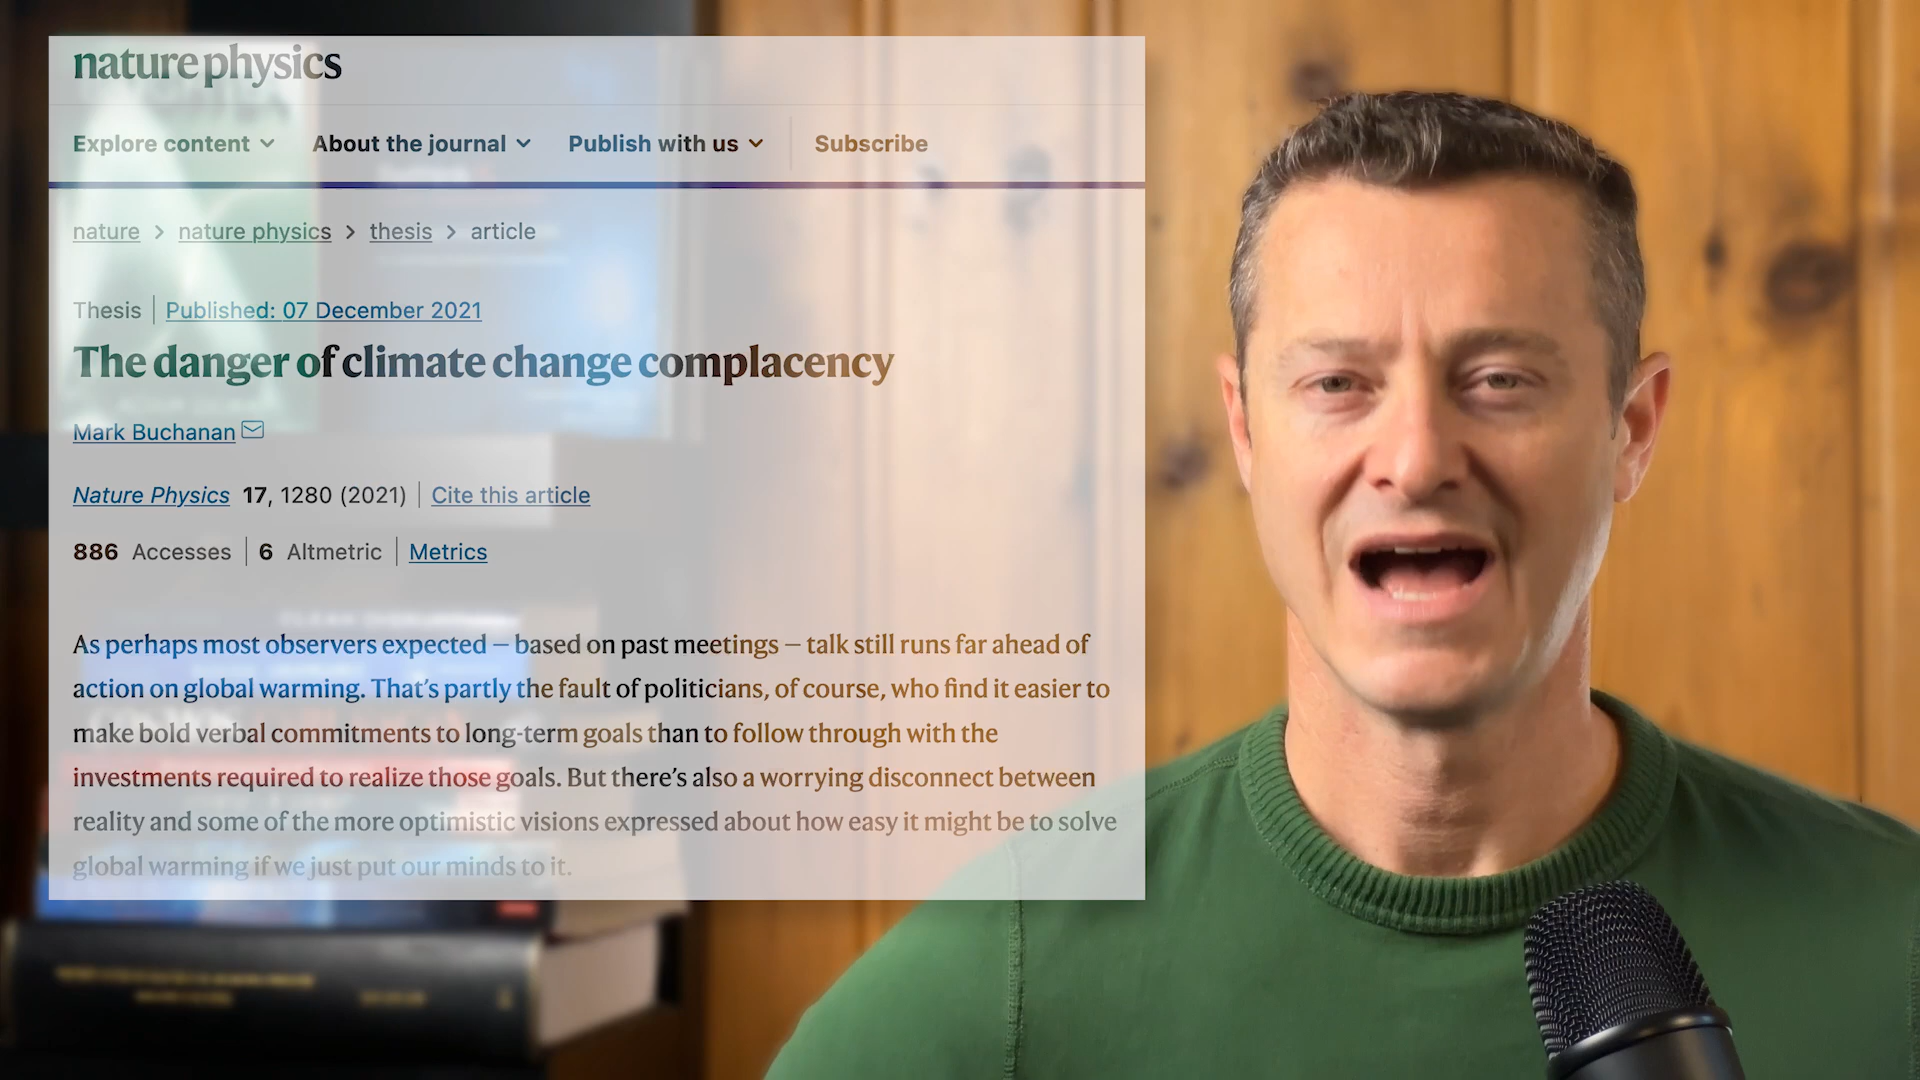 nature physics
Explore content About the journal Publish with us Subscribe
nature > nature physics > thesis > article
Thesis | Published: 07 December 2021
The danger of climate change complacency
Mark Buchanan
Nature Physics 17, 1280 (2021) | Cite this article
886 Accesses | 6 Altmetric | Metrics
As perhaps most observers expected – based on past meetings – talk still runs far ahead of
action on global warming. That's partly the fault of politicians, of course, who find it easier to
make bold verbal commitments to long-term goals than to follow through with the
investments required to realize those goals. But there's also a worrying disconnect between
reality and some of the more optimistic visions expressed about how easy it might be to solve
global warming if we just put our minds to it.